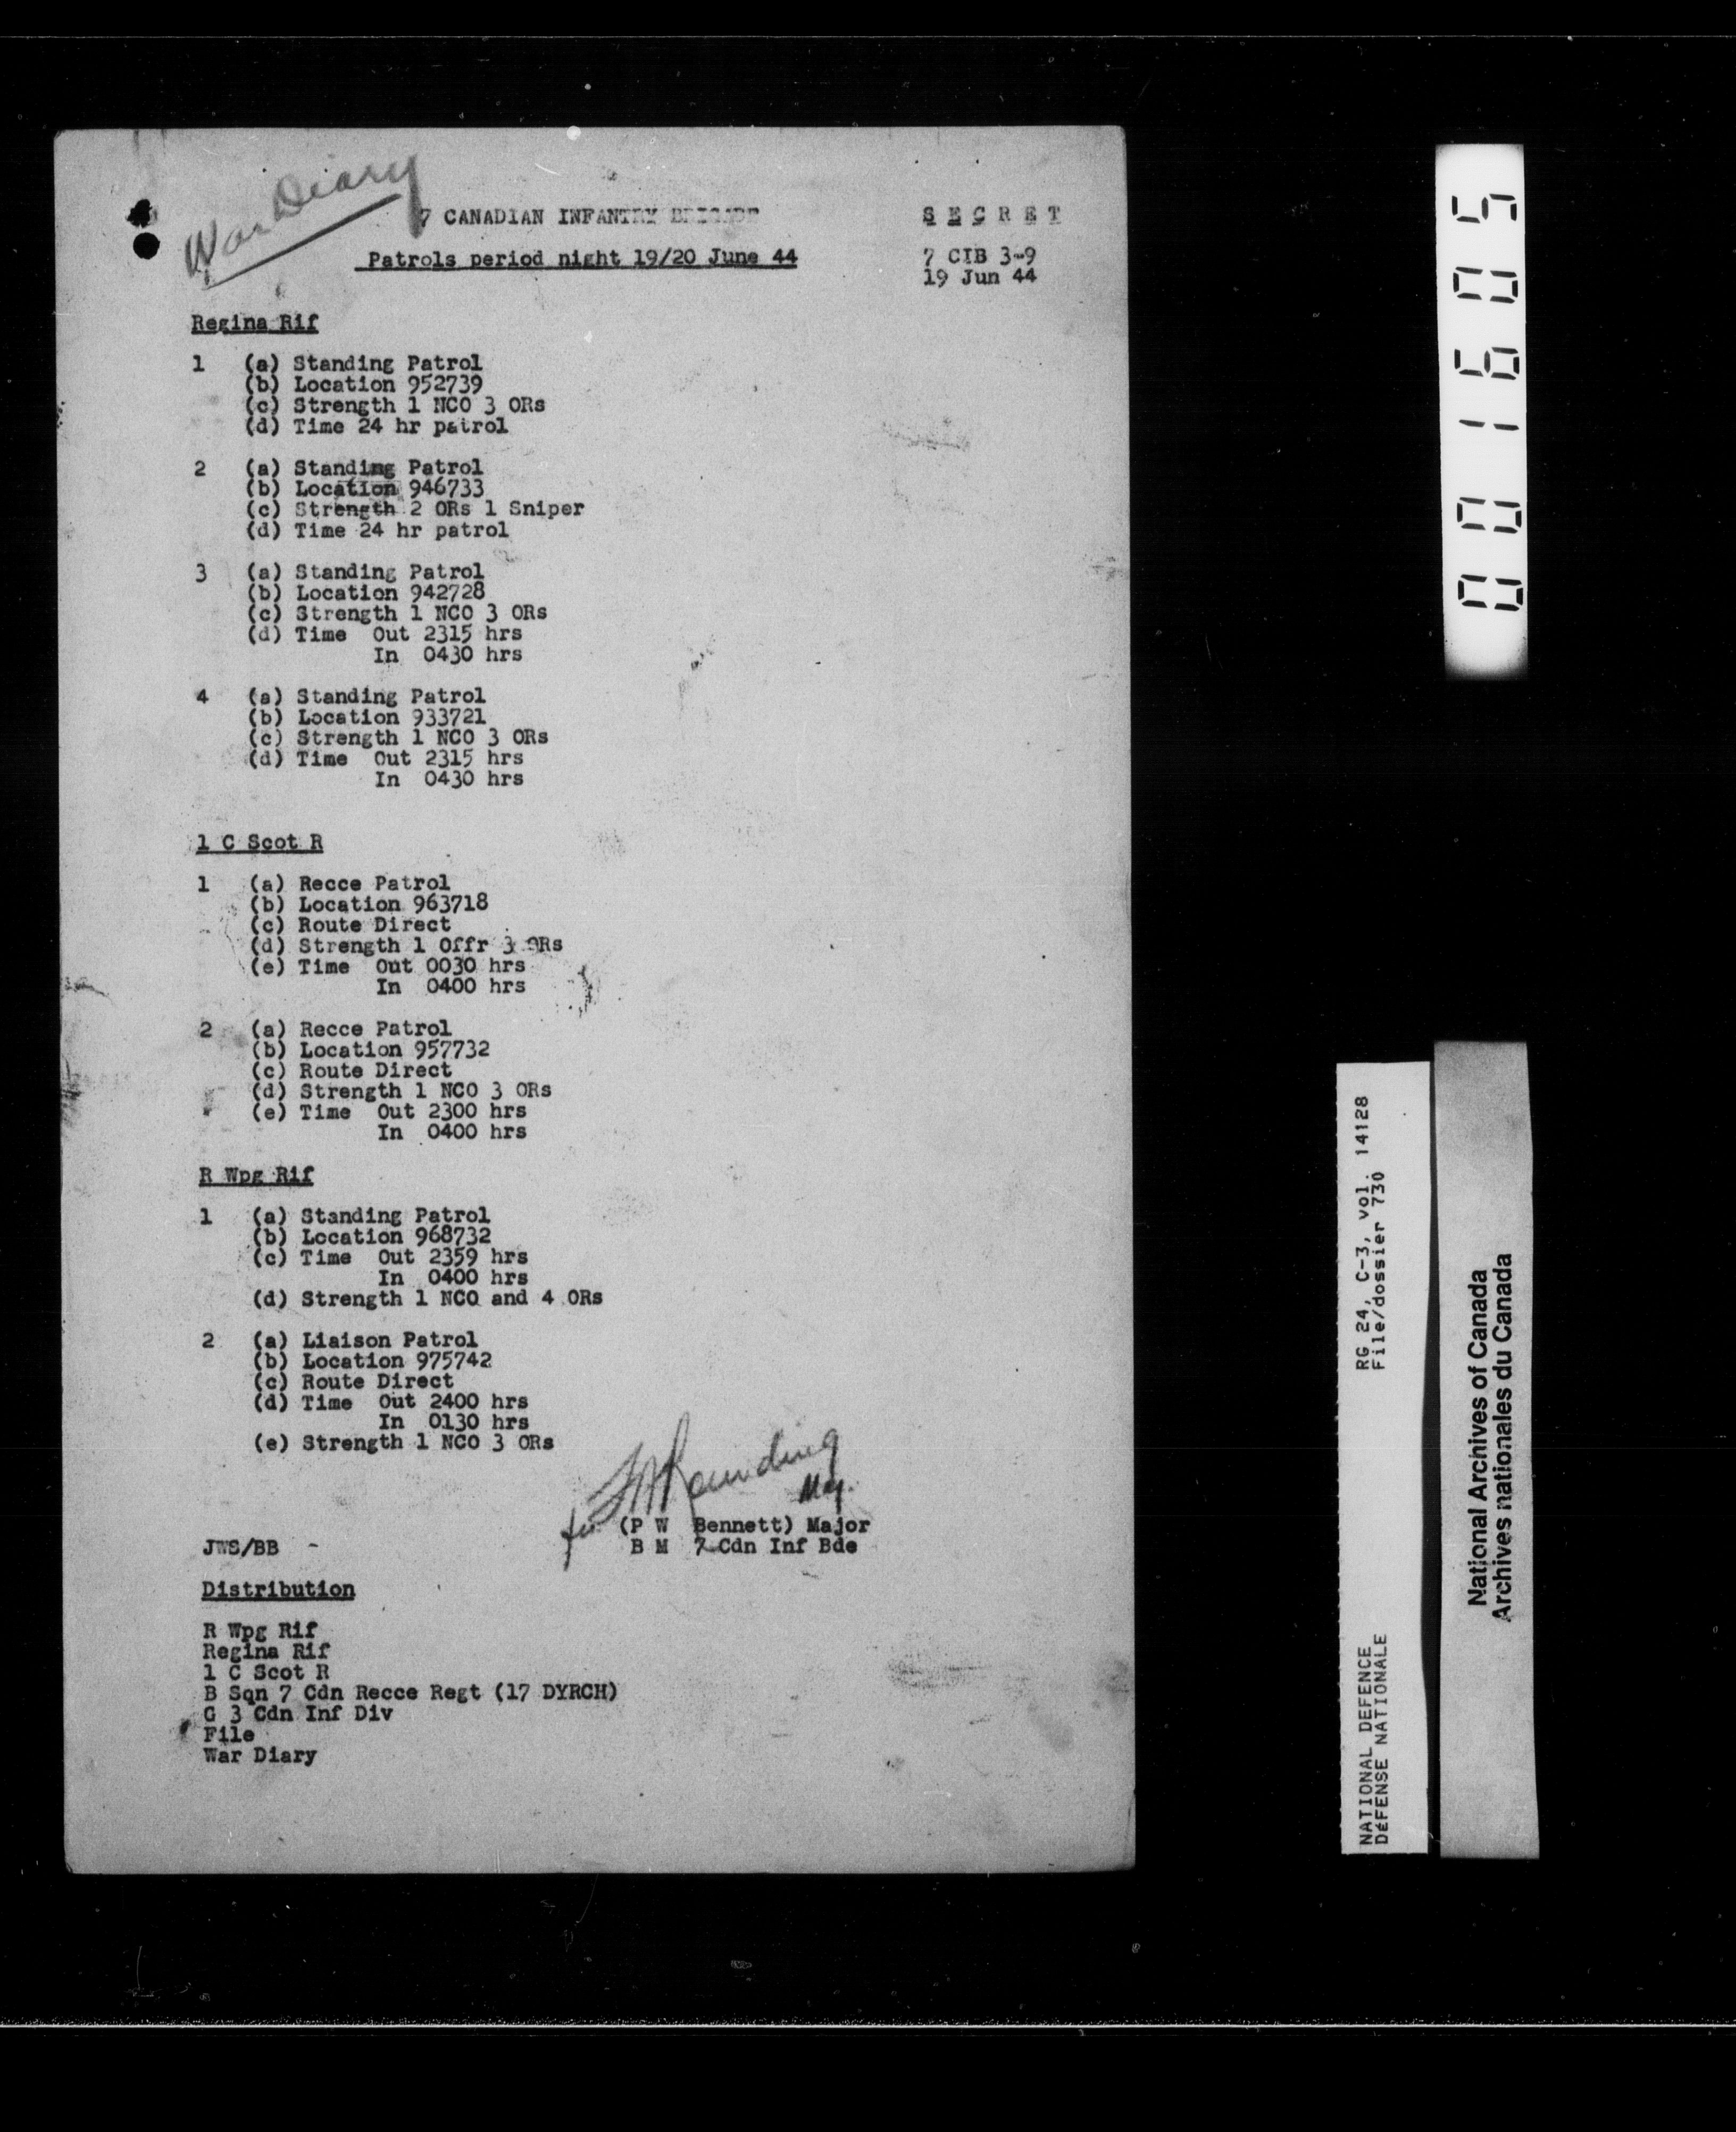 War Diary
7 CANADIAN INFANTRY BRIGADE
SECRET
Patrols period night 19/20 June 44
7 CIB 3-9
19 Jun 44
Regina Rif
1 (a) Standing Patrol
(b) Location 952739
(c) Strength 1 NCO 3 ORs
(d) Time 24 hr patrol
2 (a) Standing Patrol
(b) Location 946733
(c) Strength 2 ORs 1 Sniper
(d) Time 24 hr patrol
3 (a) Standing Patrol
(b) Location 942728
(c) Strength 1 NCO 3 ORs
(d) Time Out 2315 hrs
In 0430 hrs
4 (a) Standing Patrol
(b) Location 933721
(c) Strength 1 NCO 3 ORs
(d) Time Out 2315 hrs
In 0430 hrs
1 C Scot R
1 (a) Recce Patrol
(b) Location 963718
(c) Route Direct
(d) Strength 1 Offr 3 ORs
(e) Time Out 0030 hrs
In 0400 hrs
2 (a) Recce Patrol
(b) Location 957732
(c) Route Direct
(d) Strength 1 NCO 3 ORs
(e) Time Out 2300 hrs
In 0400 hrs
R Wpg Rif
1 (a) Standing Patrol
(b) Location 968732
(c) Time Out 2359 hrs
In 0400 hrs
(d) Strength 1 NCO and 4 ORs
2 (a) Liaison Patrol
(b) Location 975742
(c) Route Direct
(d) Time Out 2400 hrs
In 0130 hrs
(e) Strength 1 NCO 3 ORs
Maj.
for (P W Bennett) Major
JWS/BB - B M 7 Cdn Inf Bde
Distribution
R Wpg Rif
Regina Rif
1 C Scot R
B Sqn 7 Cdn Recce Regt (17 DYRCH)
G 3 Cdn Inf Div
File
War Diary
001605
NATIONAL DEFENCE RG 24, C-3, vol. 14128
DéFENSE NATIONALE File/dossier 730
National Archives of Canada
Archives nationales du Canada